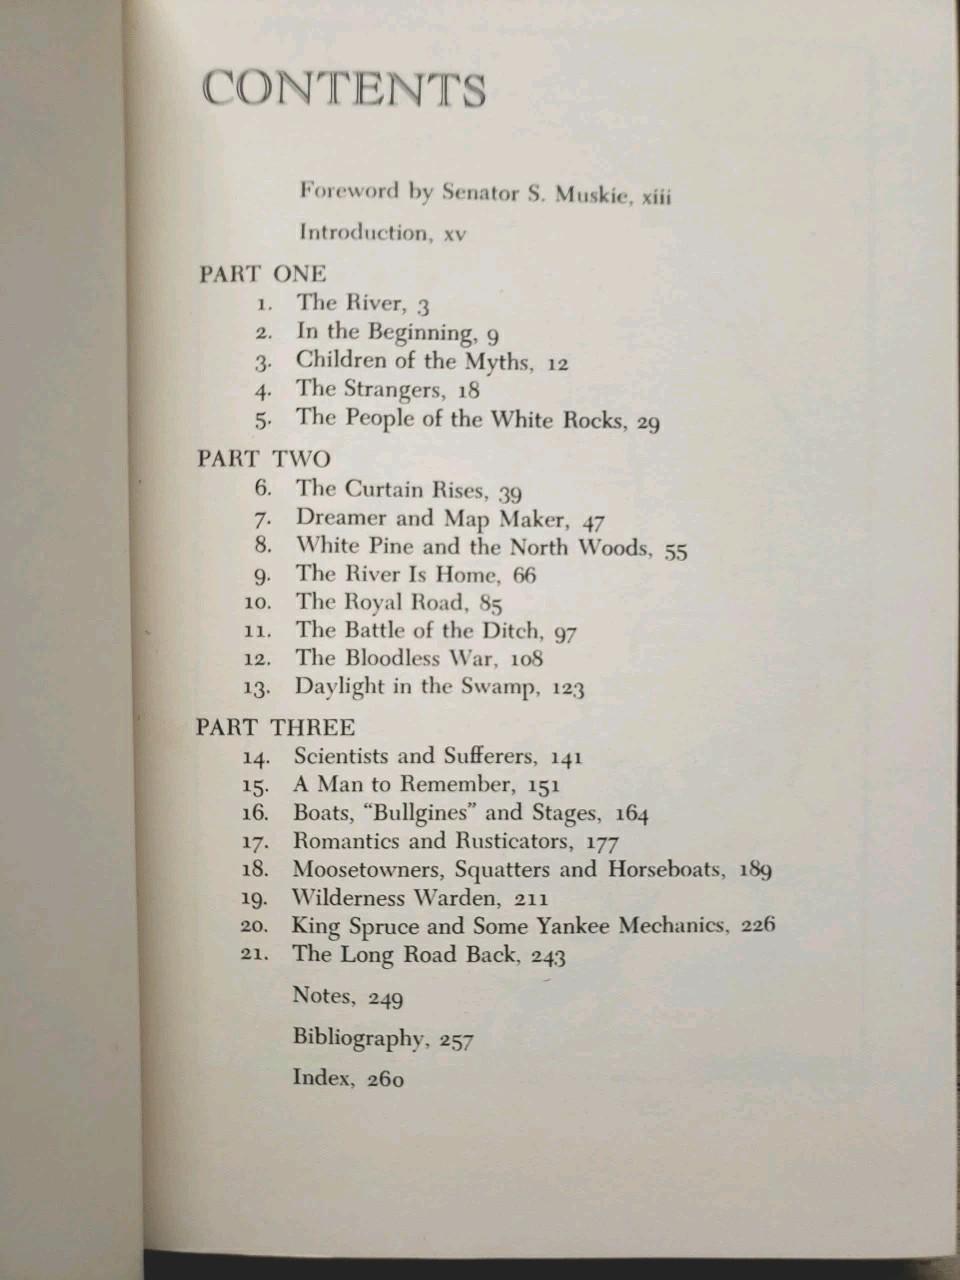 CONTENTS
Foreword by Senator S. Muskie, xiii
Introduction, xv
PART ONE
1. The River, 3
2. In the Beginning, 9
3. Children of the Myths, 12
4. The Strangers, 18
5. The People of the White Rocks, 29
PART TWO
6. The Curtain Rises, 39
7. Dreamer and Map Maker, 47
8. White Pine and the North Woods, 55
9. The River Is Home, 66
10. The Royal Road, 85
11. The Battle of the Ditch, 97
12. The Bloodless War, 108
13. Daylight in the Swamp, 123
PART THREE
14. Scientists and Sufferers, 141
15. A Man to Remember, 151
16. Boats, “Bullgines” and Stages, 164
17. Romantics and Rusticators, 177
18. Moosetowners, Squatters and Horseboats, 189
19. Wilderness Warden, 211
20. King Spruce and Some Yankee Mechanics, 226
21. The Long Road Back, 243
Notes, 249
Bibliography, 257
Index, 260